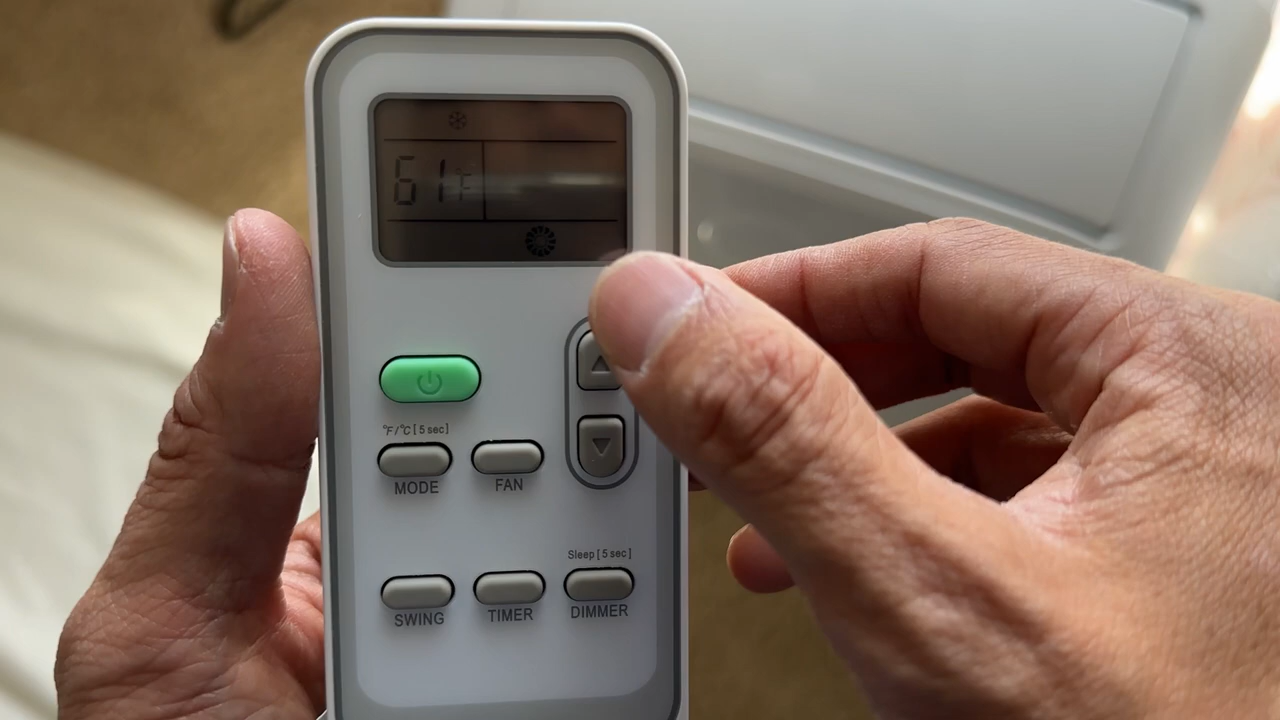 61°F
°F/°C [ 5 sec]
MODE
FAN
Sleep [ 5 sec]
SWING
TIMER
DIMMER